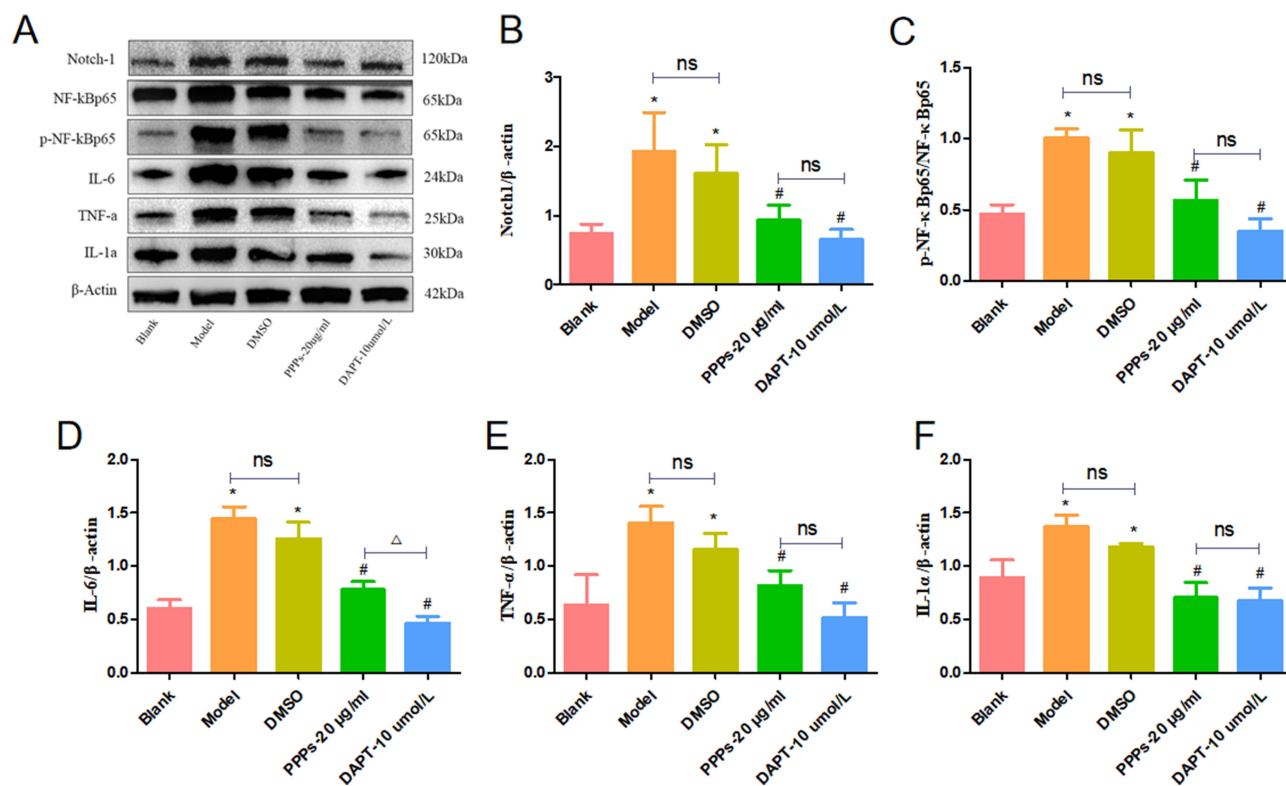 A
Notch-1
120kDa
NF-kBp65
65kDa
p-NF-kBp65
65kDa
IL-6
24kDa
TNF-a
25kDa
IL-1a
30kDa
β-Actin
42kDa
Blank
Model
DMSO
PPPs-20ug/ml
DAPT-10umol/L
B
Notch1/β-actin
3
2
1
0
ns
*
*
ns
#
#
Blank
Model
DMSO
PPPs-20 μg/ml
DAPT-10 umol/L
C
p-NF-κBp65/NF-κBp65
1.5
1.0
0.5
0.0
ns
*
*
ns
#
#
Blank
Model
DMSO
PPPs-20 μg/ml
DAPT-10 umol/L
D
IL-6/β-actin
2.0
1.5
1.0
0.5
0.0
ns
*
*
△
#
#
Blank
Model
DMSO
PPPs-20 μg/ml
DAPT-10 umol/L
E
TNF-α/β-actin
2.0
1.5
1.0
0.5
0.0
ns
*
*
ns
#
#
Blank
Model
DMSO
PPPs-20 μg/ml
DAPT-10 umol/L
F
IL-1α/β-actin
2.0
1.5
1.0
0.5
0.0
ns
*
*
ns
#
#
Blank
Model
DMSO
PPPs-20 μg/ml
DAPT-10 umol/L